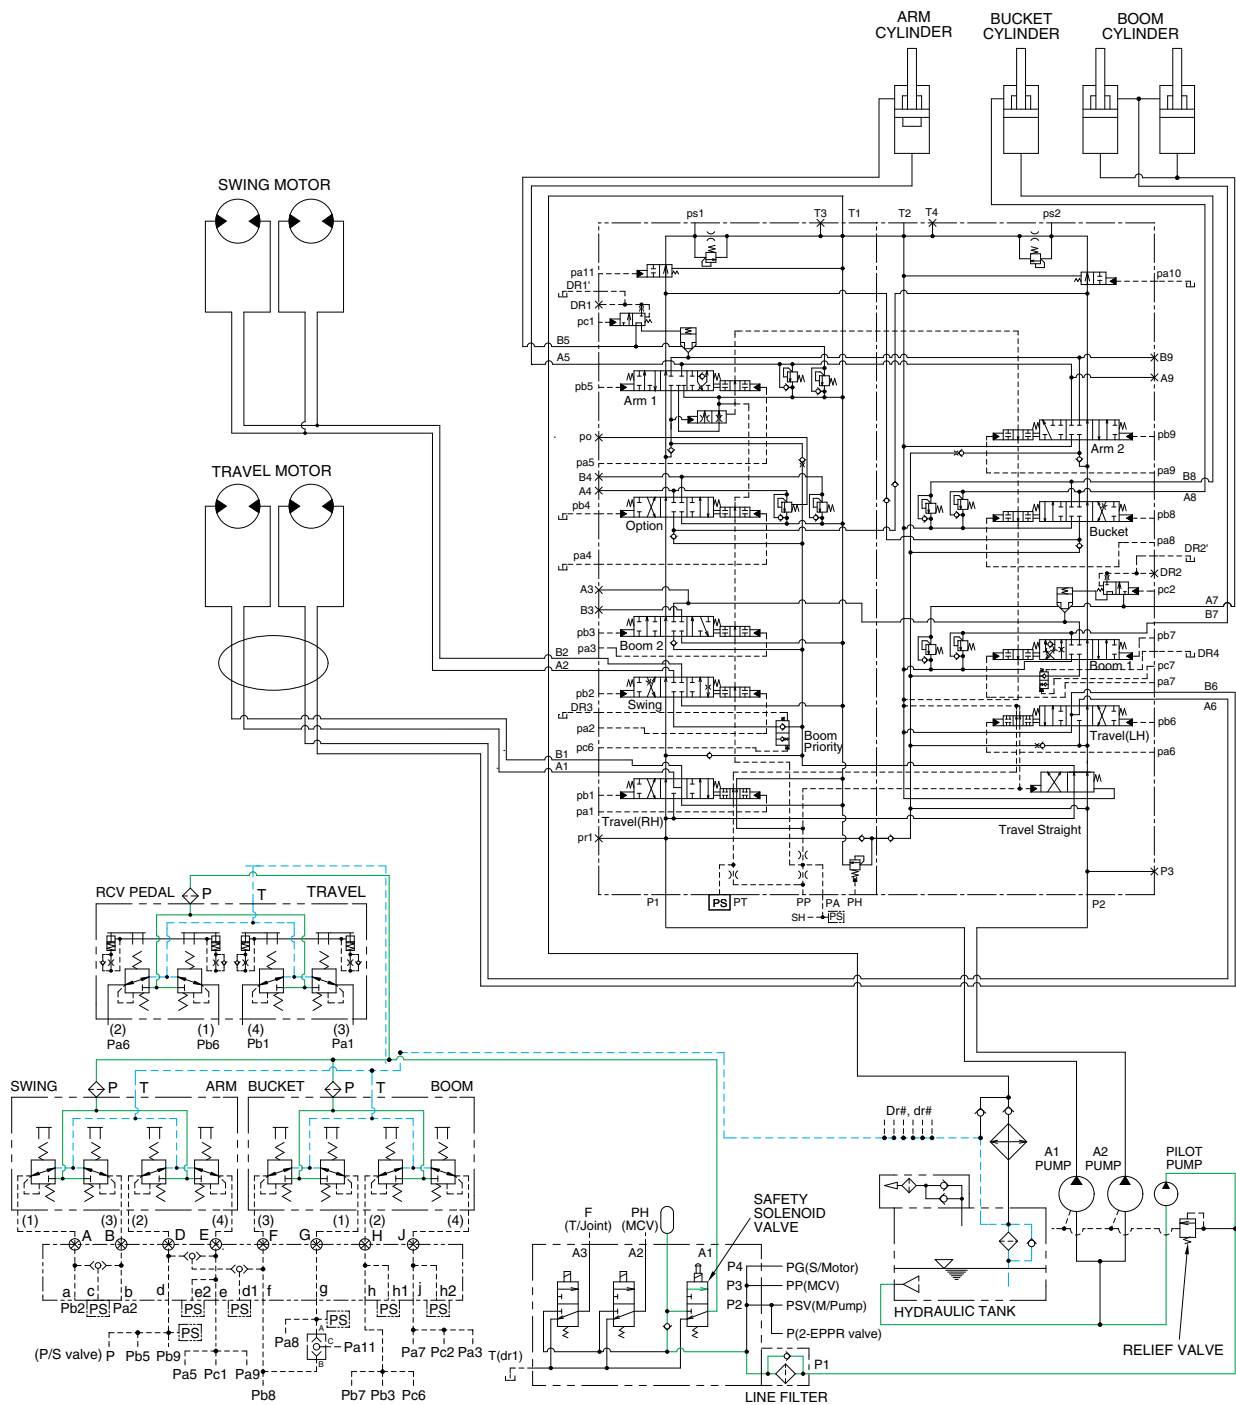 ARM
CYLINDER
BUCKET
CYLINDER
BOOM
CYLINDER
SWING MOTOR
TRAVEL MOTOR
ps1
T3
T1
T2
T4
ps2
pa11
DR1'
DR1
pc1
B5
A5
pb5
Arm 1
po
pa5
B4
A4
pb4
Option
pa4
A3
B3
pb3
Boom 2
pa3
B2
A2
pb2
Swing
DR3
pa2
pc6
Boom
Priority
B1
A1
pb1
pa1
Travel(RH)
pr1
pa10
B9
A9
pb9
Arm 2
pa9
B8
A8
pb8
Bucket
pa8
DR2'
DR2
pc2
A7
B7
pb7
DR4
Boom 1
pc7
pa7
B6
A6
pb6
Travel(LH)
pa6
Travel Straight
P3
P1
PS
PT
PP
PA
PH
SH
PS
P2
RCV PEDAL
P
T
TRAVEL
(2)
(1)
(4)
(3)
Pa6
Pb6
Pb1
Pa1
SWING
P
T
ARM
BUCKET
P
T
BOOM
(1)
(3)
(2)
(4)
(3)
(1)
(2)
(4)
A
B
D
E
F
G
H
J
a
c
b
d
e2
e
d1
f
g
h
h1
j
h2
Pb2
PS
Pa2
PS
PS
PS
PS
PS
PS
(P/S valve) P
Pb5
Pb9
Pa5
Pc1
Pa9
Pb8
Pa8
A
C
B
Pa11
Pb7
Pb3
Pc6
Pa7
Pc2
Pa3
F
(T/Joint)
PH
(MCV)
SAFETY
SOLENOID
VALVE
A3
A2
A1
P4
PG(S/Motor)
P3
PP(MCV)
P2
PSV(M/Pump)
P(2-EPPR valve)
T(dr1)
P1
LINE FILTER
Dr#, dr#
HYDRAULIC TANK
A1
PUMP
A2
PUMP
PILOT
PUMP
RELIEF VALVE